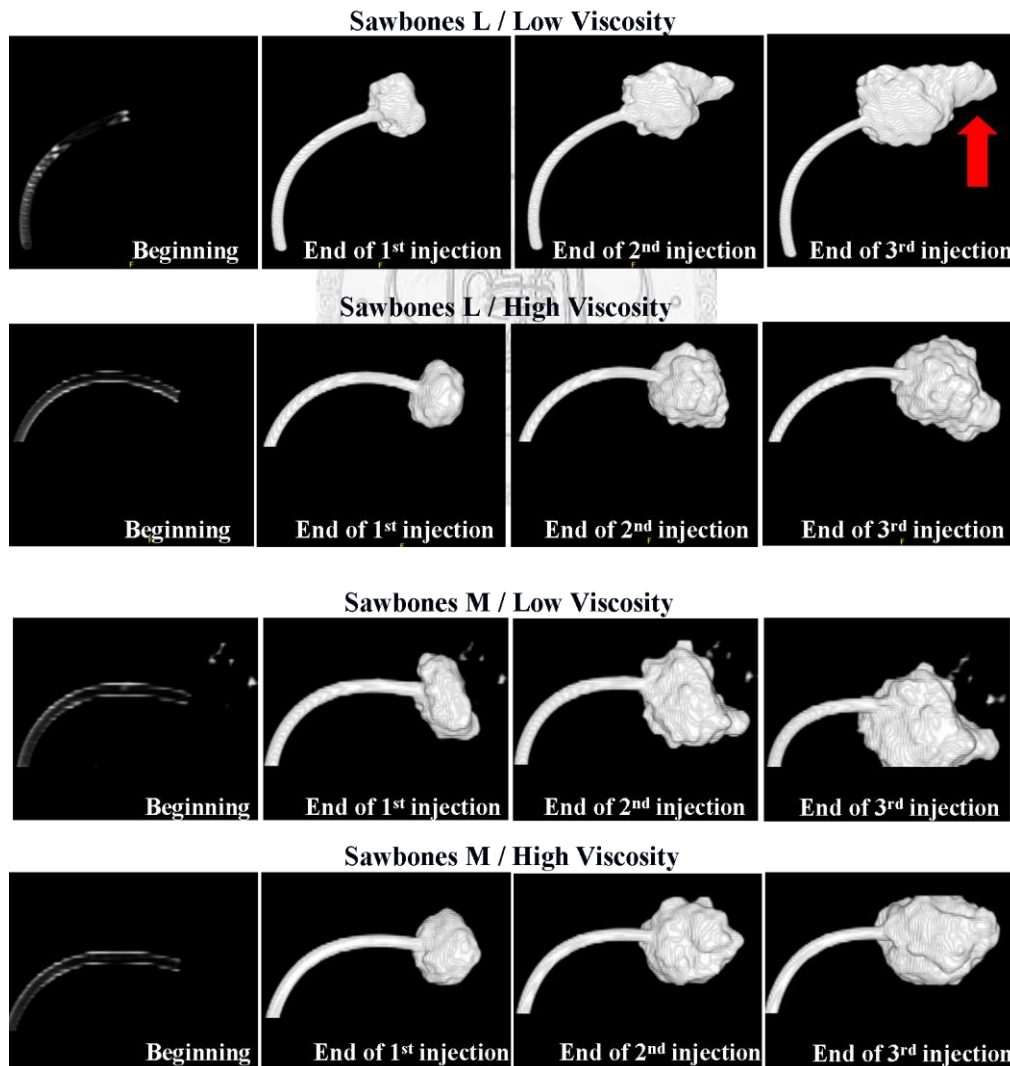 Sawbones L / Low Viscosity
Beginning
End of 1st injection
End of 2nd injection
End of 3rd injection
F
F
F
Sawbones L / High Viscosity
Beginning
End of 1st injection
End of 2nd injection
End of 3rd injection
F
F
F
Sawbones M / Low Viscosity
Beginning
End of 1st injection
End of 2nd injection
End of 3rd injection
Sawbones M / High Viscosity
Beginning
End of 1st injection
End of 2nd injection
End of 3rd injection